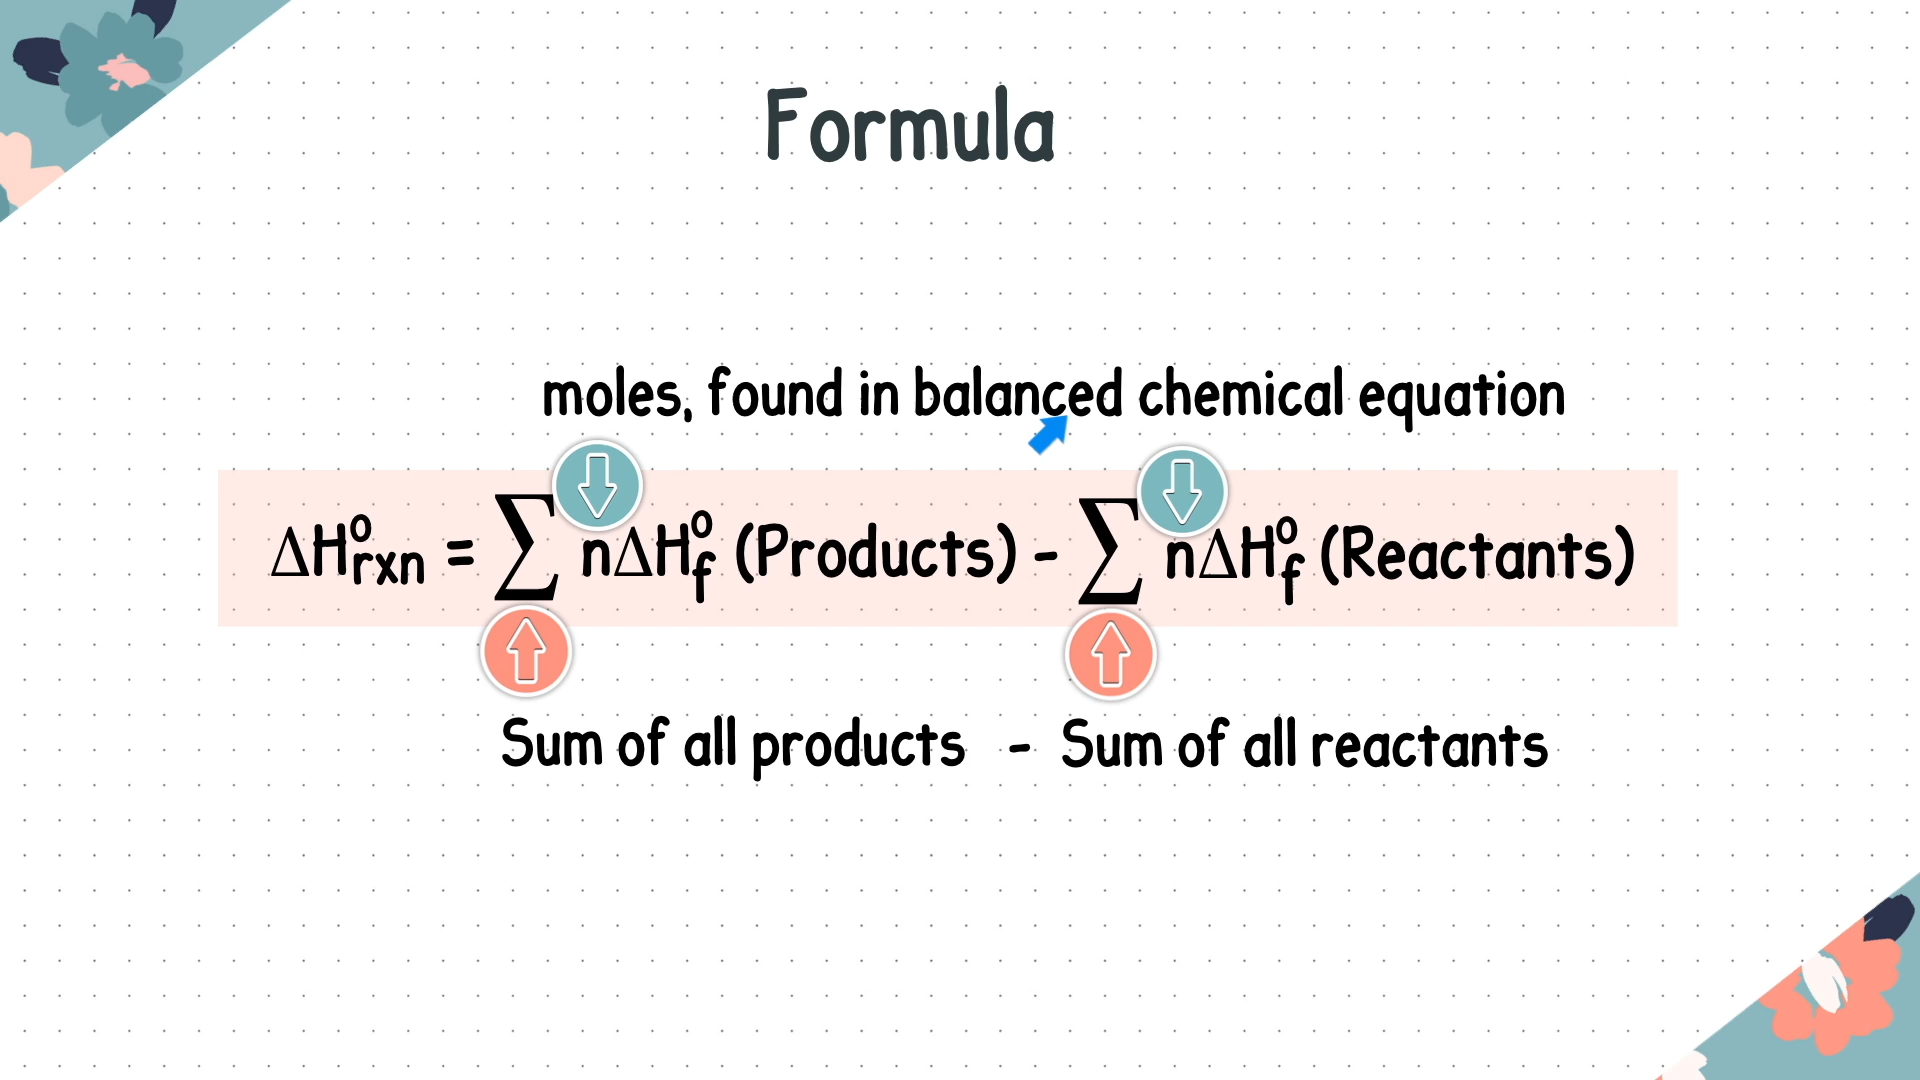 Formula
moles, found in balanced chemical equation
ΔH°rxn = ∑ nΔH°f (Products) - ∑ nΔH°f (Reactants)
Sum of all products - Sum of all reactants